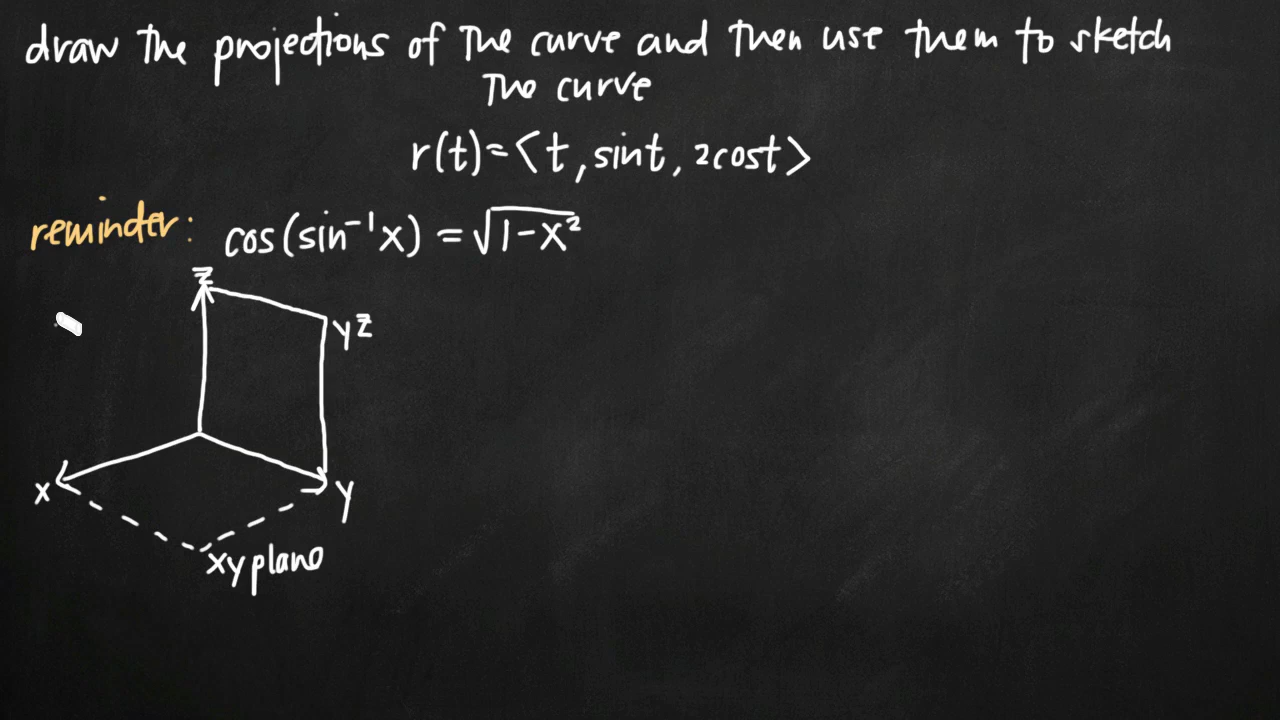 draw the projections of the curve and then use them to sketch
the curve
r(t)=⟨t, sint, 2cost⟩
reminder: cos(sin⁻¹x) = √1-x²
z
yz
x
y
xy plane